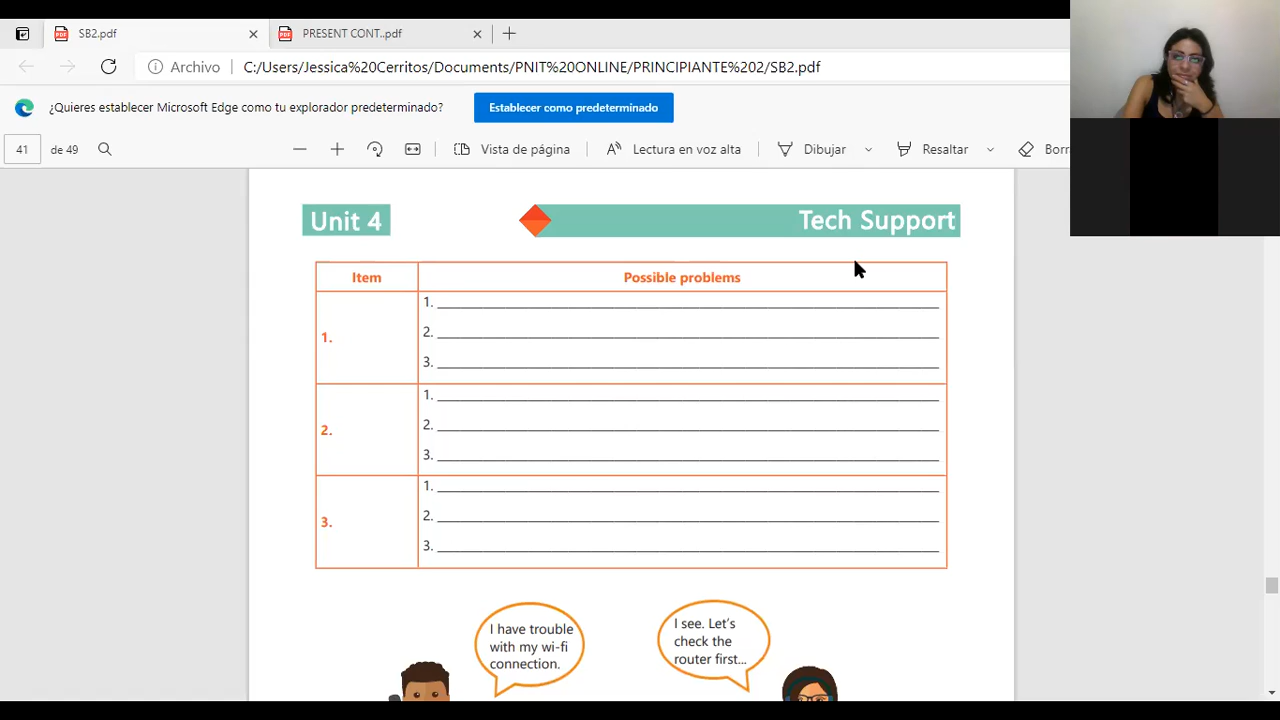 SB2.pdf
PRESENT CONT..pdf
Archivo
C:/Users/Jessica%20Cerritos/Documents/PNIT%20ONLINE/PRINCIPIANTE%202/SB2.pdf
¿Quieres establecer Microsoft Edge como tu explorador predeterminado?
Establecer como predeterminado
41
de 49
Vista de página
Lectura en voz alta
Dibujar
Resaltar
Borr
Unit 4
Tech Support
Item
Possible problems
1.
1.
2.
3.
2.
1.
2.
3.
3.
1.
2.
3.
I have trouble
with my wi-fi
connection.
I see. Let's
check the
router first...